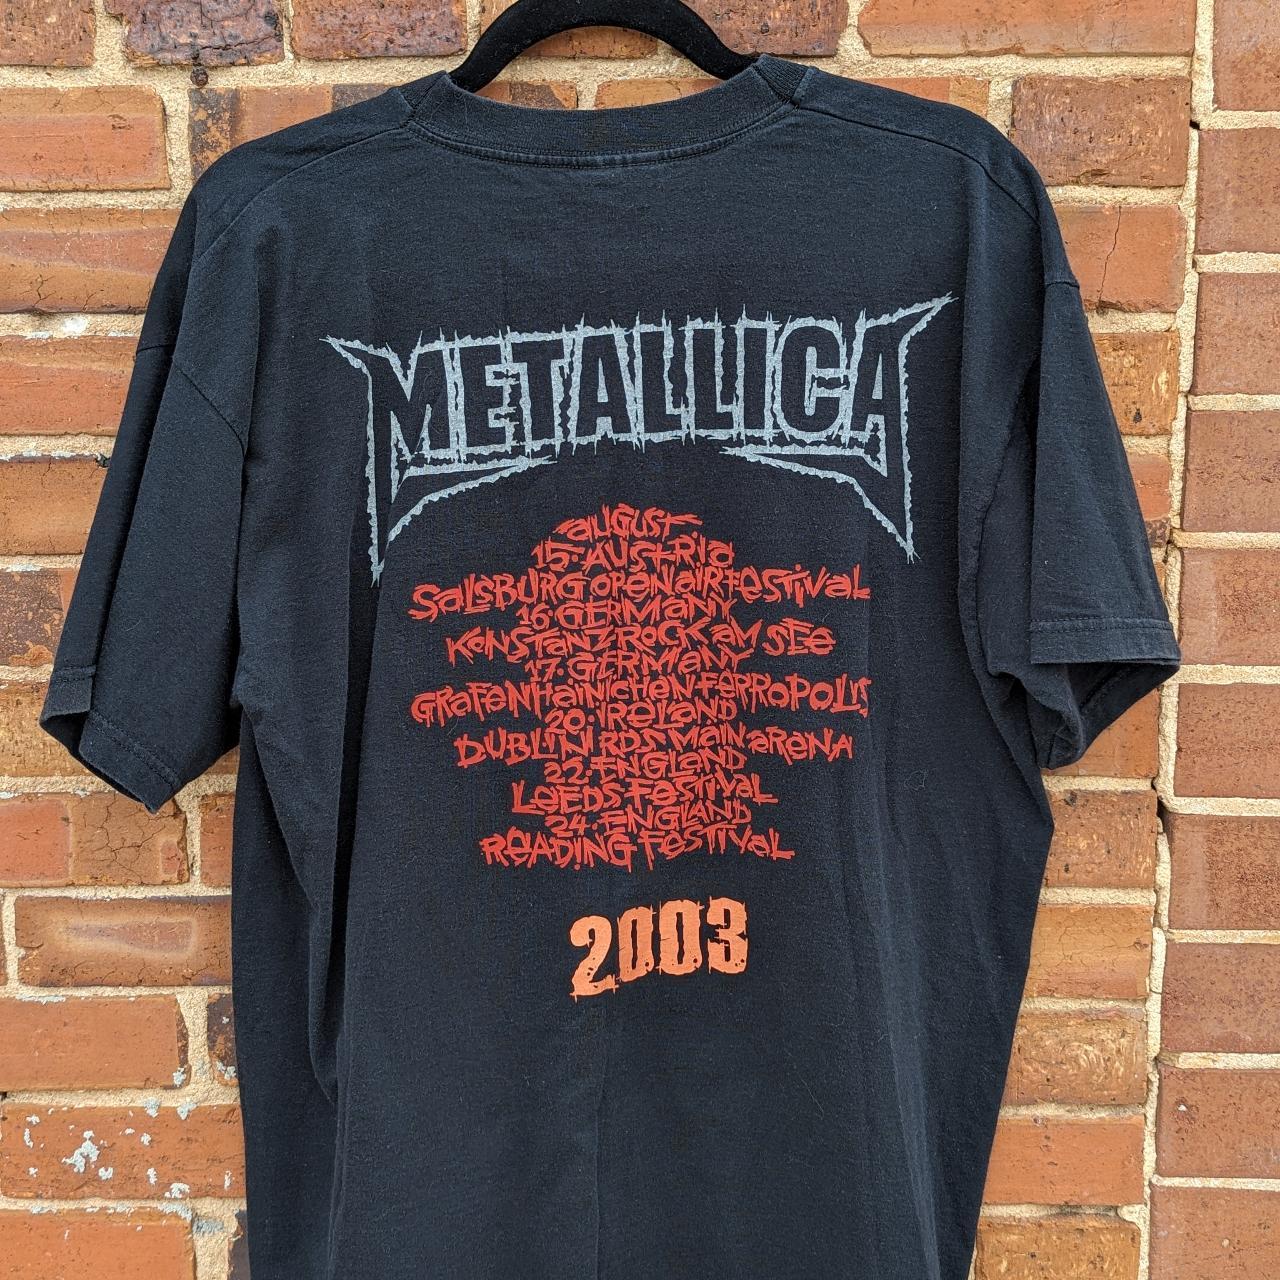 METALLICA
AUGUST
15. AUSTRIA
SALSBURG OPEN AIR FESTIVAL
16. GERMANY
KONSTANZ ROCK AM SEE
17. GERMANY
GRAFENHAINICHEN-FERROPOLIS
20. IRELAND
DUBLIN RDS MAIN ARENA
22. ENGLAND
LEEDS FESTIVAL
24. ENGLAND
READING FESTIVAL
2003